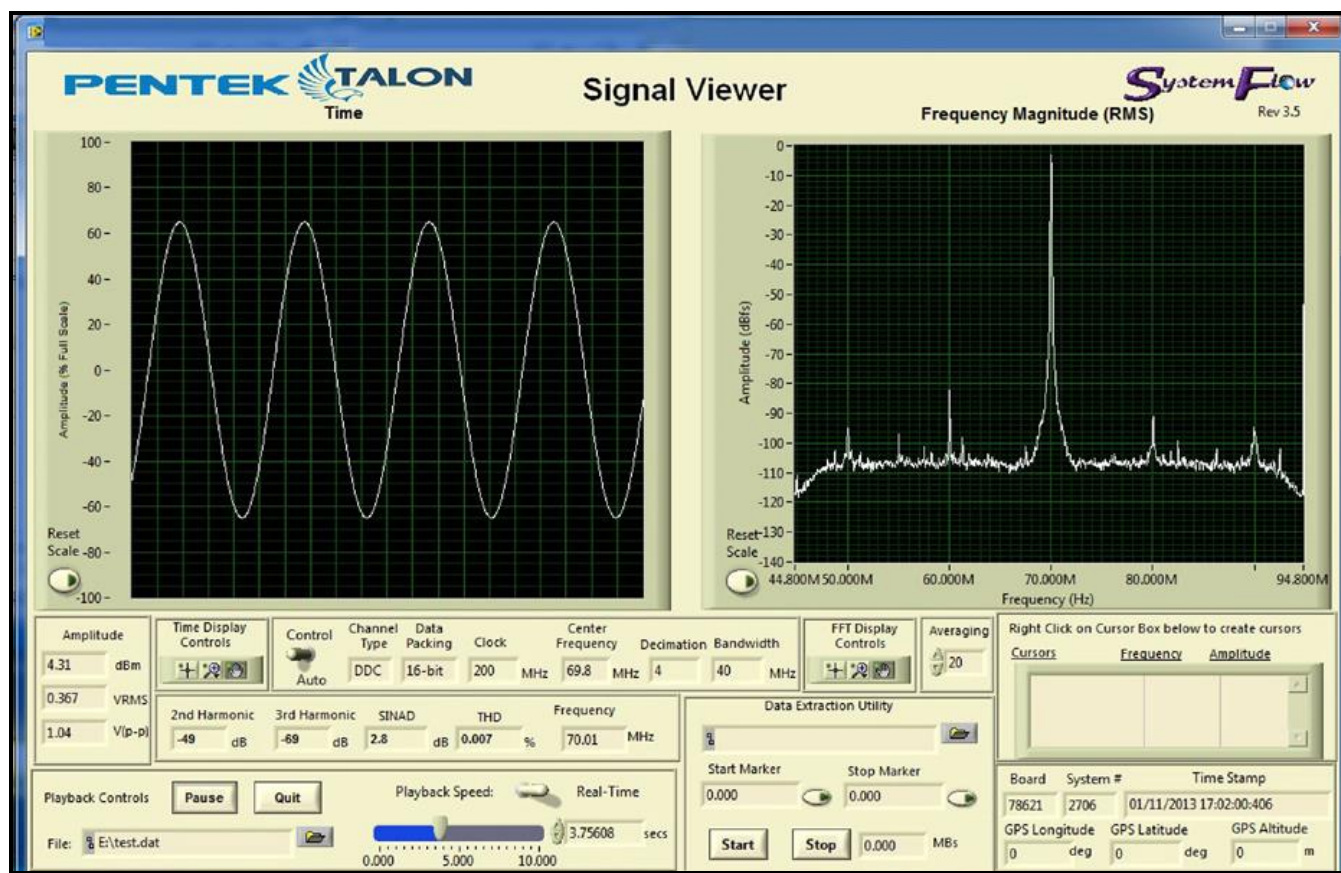 PENTEK TALON
Signal Viewer
SystemFlow
Rev 3.5
Time
100
80
60
40
20
0
-20
-40
-60
-80
-100
Amplitude (% Full Scale)
Reset
Scale
Frequency Magnitude (RMS)
0
-10
-20
-30
-40
-50
-60
-70
-80
-90
-100
-110
-120
-130
-140
Amplitude (dBfs)
Reset
Scale
44.800M 50.000M 60.000M 70.000M 80.000M 94.800M
Frequency (Hz)
Amplitude
4.31 dBm
0.367 VRMS
1.04 V(p-p)
Time Display
Controls
Control
Auto
Channel
Type
DDC
Data
Packing
16-bit
Clock
200 MHz
Center
Frequency
69.8 MHz
Decimation
4
Bandwidth
40 MHz
FFT Display
Controls
Averaging
20
Right Click on Cursor Box below to create cursors
Cursors Frequency Amplitude
2nd Harmonic
-49 dB
3rd Harmonic
-69 dB
SINAD
2.8 dB
THD
0.007 %
Frequency
70.01 MHz
Data Extraction Utility
Start Marker
0.000
Stop Marker
0.000
Start Stop 0.000 MBs
Playback Controls Pause Quit
Playback Speed: Real-Time
File: E:\test.dat
0.000 5.000 10.000
3.75608 secs
Board System # Time Stamp
78621 2706 01/11/2013 17:02:00:406
GPS Longitude GPS Latitude GPS Altitude
0 deg 0 deg 0 m